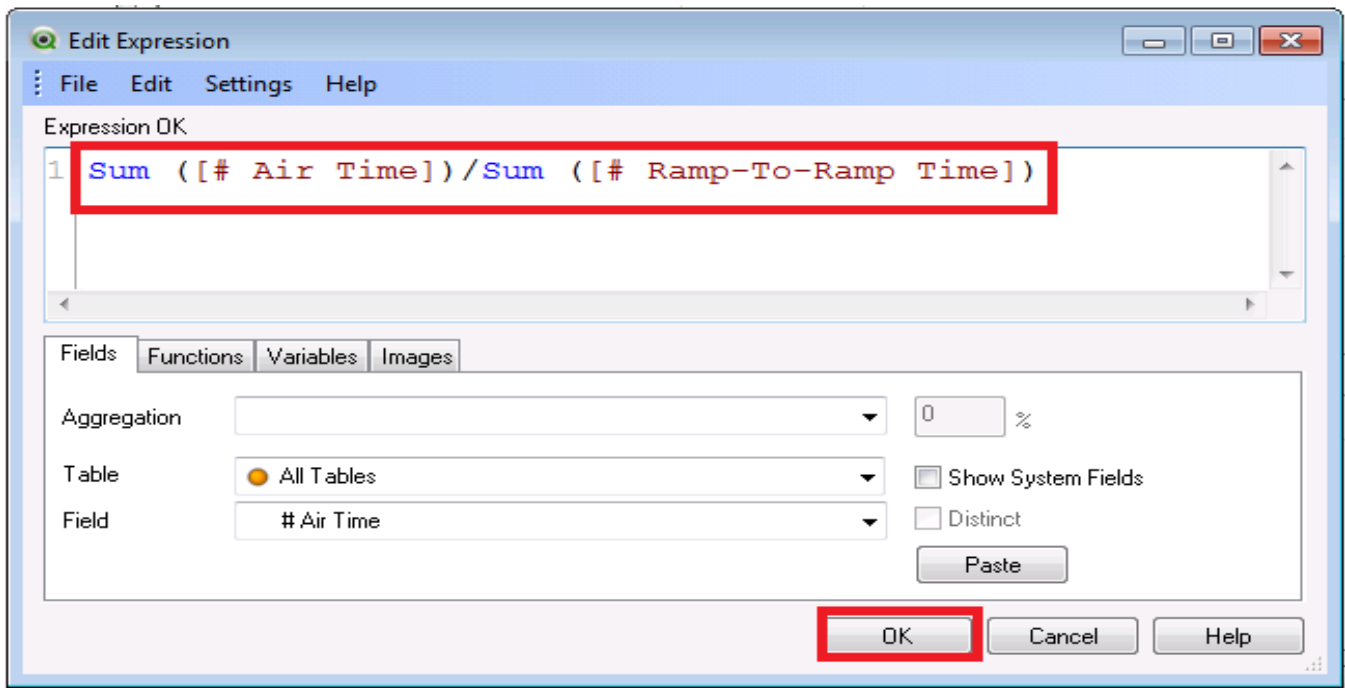 Edit Expression
File Edit Settings Help
Expression OK
1 Sum ([# Air Time])/Sum ([# Ramp-To-Ramp Time])
Fields Functions Variables Images
Aggregation 0 %
Table All Tables Show System Fields
Field # Air Time Distinct
Paste
OK Cancel Help